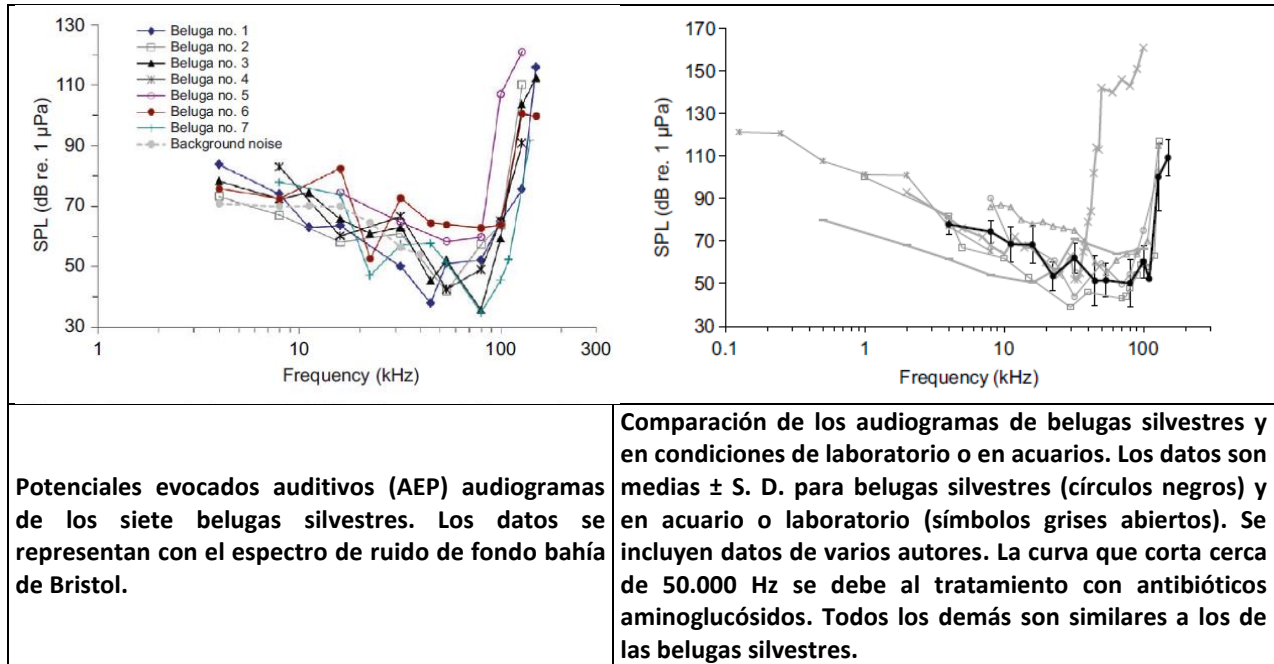 130
110
90
70
50
30
SPL (dB re. 1 µPa)
Beluga no. 1
Beluga no. 2
Beluga no. 3
Beluga no. 4
Beluga no. 5
Beluga no. 6
Beluga no. 7
Background noise
1 10 100 300
Frequency (kHz)
170
150
130
110
90
70
50
30
SPL (dB re. 1 µPa)
0.1 1 10 100
Frequency (kHz)
Potenciales evocados auditivos (AEP) audiogramas
de los siete belugas silvestres. Los datos se
representan con el espectro de ruido de fondo bahía
de Bristol.
Comparación de los audiogramas de belugas silvestres y
en condiciones de laboratorio o en acuarios. Los datos son
medias ± S. D. para belugas silvestres (círculos negros) y
en acuario o laboratorio (símbolos grises abiertos). Se
incluyen datos de varios autores. La curva que corta cerca
de 50.000 Hz se debe al tratamiento con antibióticos
aminoglucósidos. Todos los demás son similares a los de
las belugas silvestres.